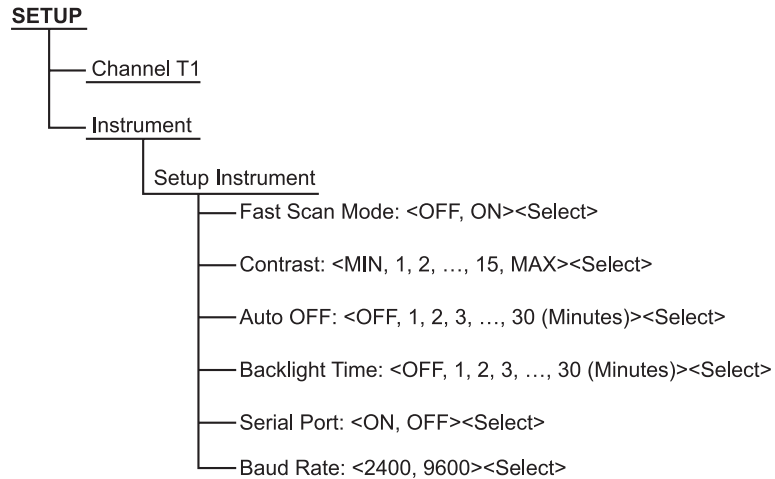 SETUP
Channel T1
Instrument
Setup Instrument
Fast Scan Mode: <OFF, ON><Select>
Contrast: <MIN, 1, 2, ..., 15, MAX><Select>
Auto OFF: <OFF, 1, 2, 3, ..., 30 (Minutes)><Select>
Backlight Time: <OFF, 1, 2, 3, ..., 30 (Minutes)><Select>
Serial Port: <ON, OFF><Select>
Baud Rate: <2400, 9600><Select>